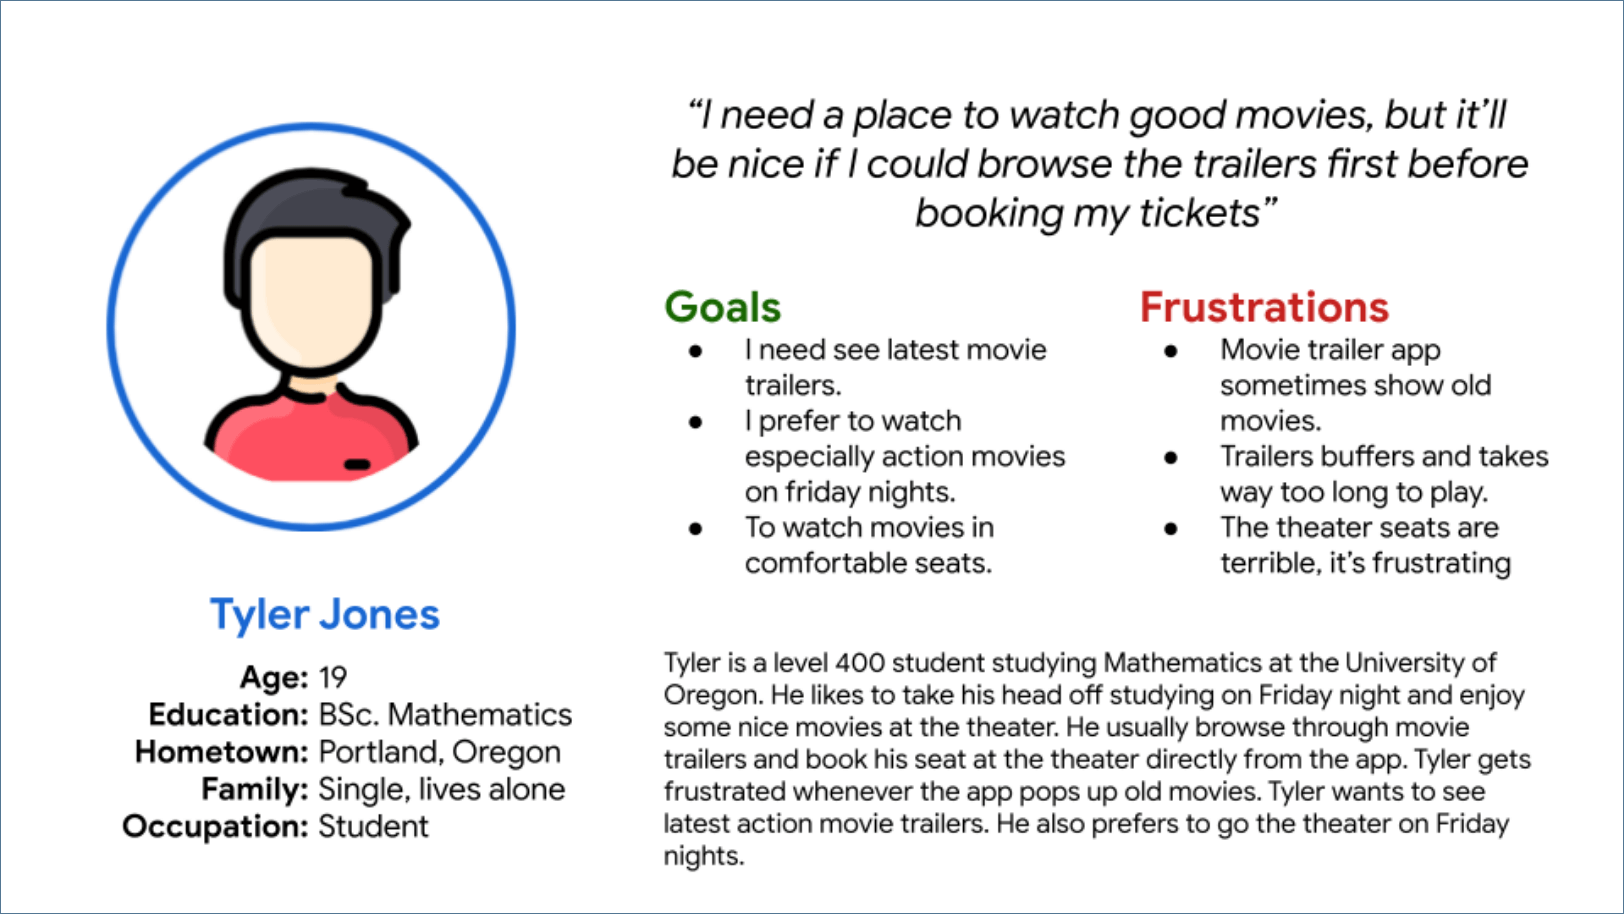 “I need a place to watch good movies, but it’ll
be nice if I could browse the trailers first before
booking my tickets”
Goals
● I need see latest movie
trailers.
● I prefer to watch
especially action movies
on friday nights.
● To watch movies in
comfortable seats.
Frustrations
● Movie trailer app
sometimes show old
movies.
● Trailers buffers and takes
way too long to play.
● The theater seats are
terrible, it’s frustrating
Tyler Jones
Age: 19
Education: BSc. Mathematics
Hometown: Portland, Oregon
Family: Single, lives alone
Occupation: Student
Tyler is a level 400 student studying Mathematics at the University of
Oregon. He likes to take his head off studying on Friday night and enjoy
some nice movies at the theater. He usually browse through movie
trailers and book his seat at the theater directly from the app. Tyler gets
frustrated whenever the app pops up old movies. Tyler wants to see
latest action movie trailers. He also prefers to go the theater on Friday
nights.